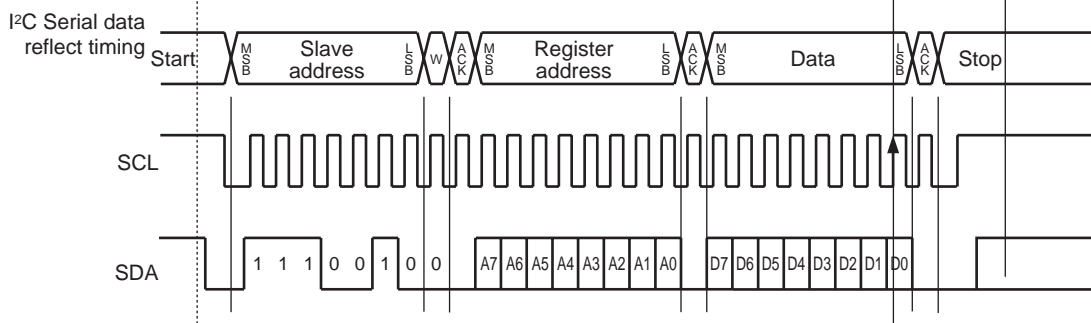 I²C Serial data
reflect timing
Start MSB Slave address LSB W ACK MSB Register address LSB ACK MSB Data LSB ACK Stop
SCL
SDA 1 1 1 0 0 1 0 0 A7 A6 A5 A4 A3 A2 A1 A0 D7 D6 D5 D4 D3 D2 D1 D0